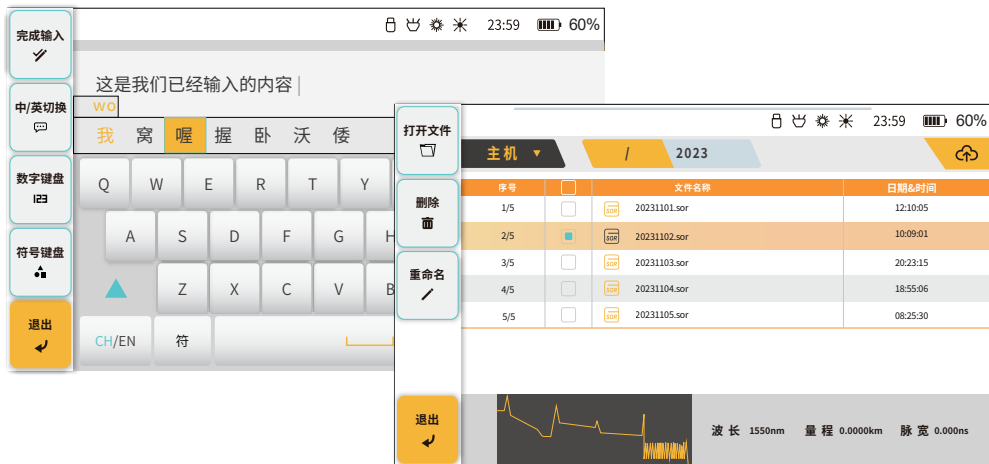 23:59 60%
完成输入
中/英切换
数字键盘
123
符号键盘
退出
这是我们已经输入的内容
wo
我 窝 喔 握 卧 沃 倭
Q W E R T Y
A S D F G H
Z X C V B
CH/EN 符
23:59 60%
打开文件
删除
重命名
退出
主机 ▼ / 2023
序号 文件名称 日期&时间
1/5 SOR 20231101.sor 12:10:05
2/5 SOR 20231102.sor 10:09:01
3/5 SOR 20231103.sor 20:23:15
4/5 SOR 20231104.sor 18:55:06
5/5 SOR 20231105.sor 08:25:30
波长 1550nm 量程 0.0000km 脉宽 0.000ns